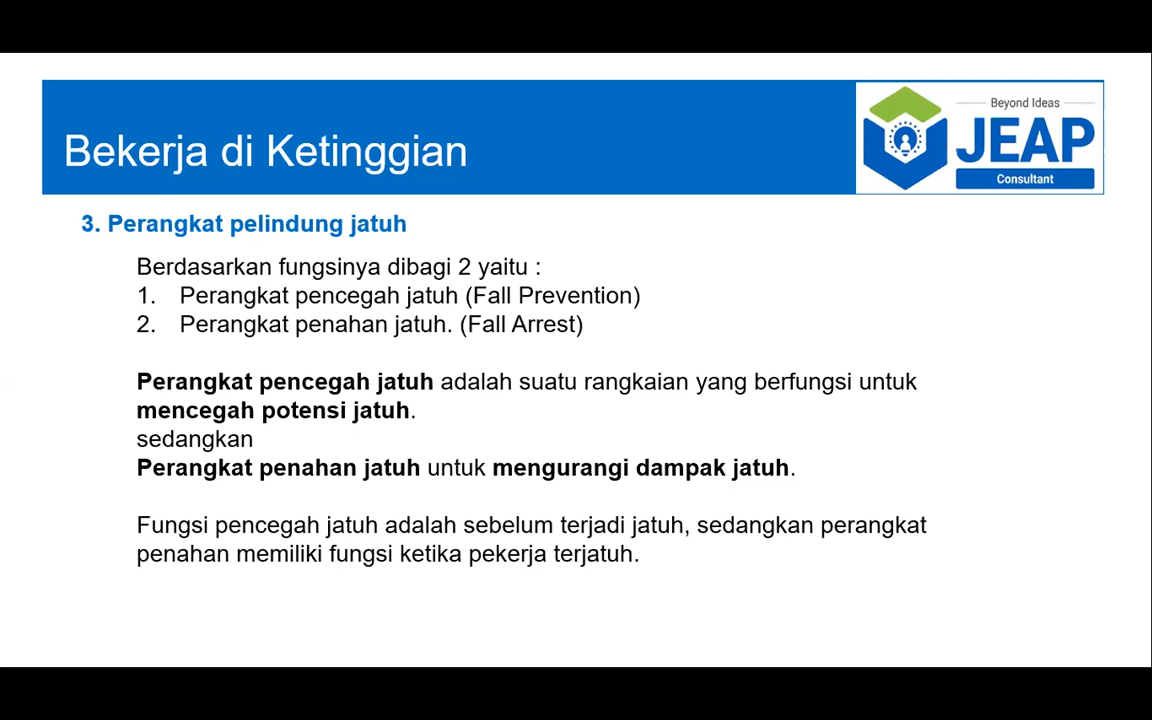 Bekerja di Ketinggian
Beyond Ideas
JEAP
Consultant
3. Perangkat pelindung jatuh
Berdasarkan fungsinya dibagi 2 yaitu :
1. Perangkat pencegah jatuh (Fall Prevention)
2. Perangkat penahan jatuh. (Fall Arrest)
Perangkat pencegah jatuh adalah suatu rangkaian yang berfungsi untuk
mencegah potensi jatuh.
sedangkan
Perangkat penahan jatuh untuk mengurangi dampak jatuh.
Fungsi pencegah jatuh adalah sebelum terjadi jatuh, sedangkan perangkat
penahan memiliki fungsi ketika pekerja terjatuh.